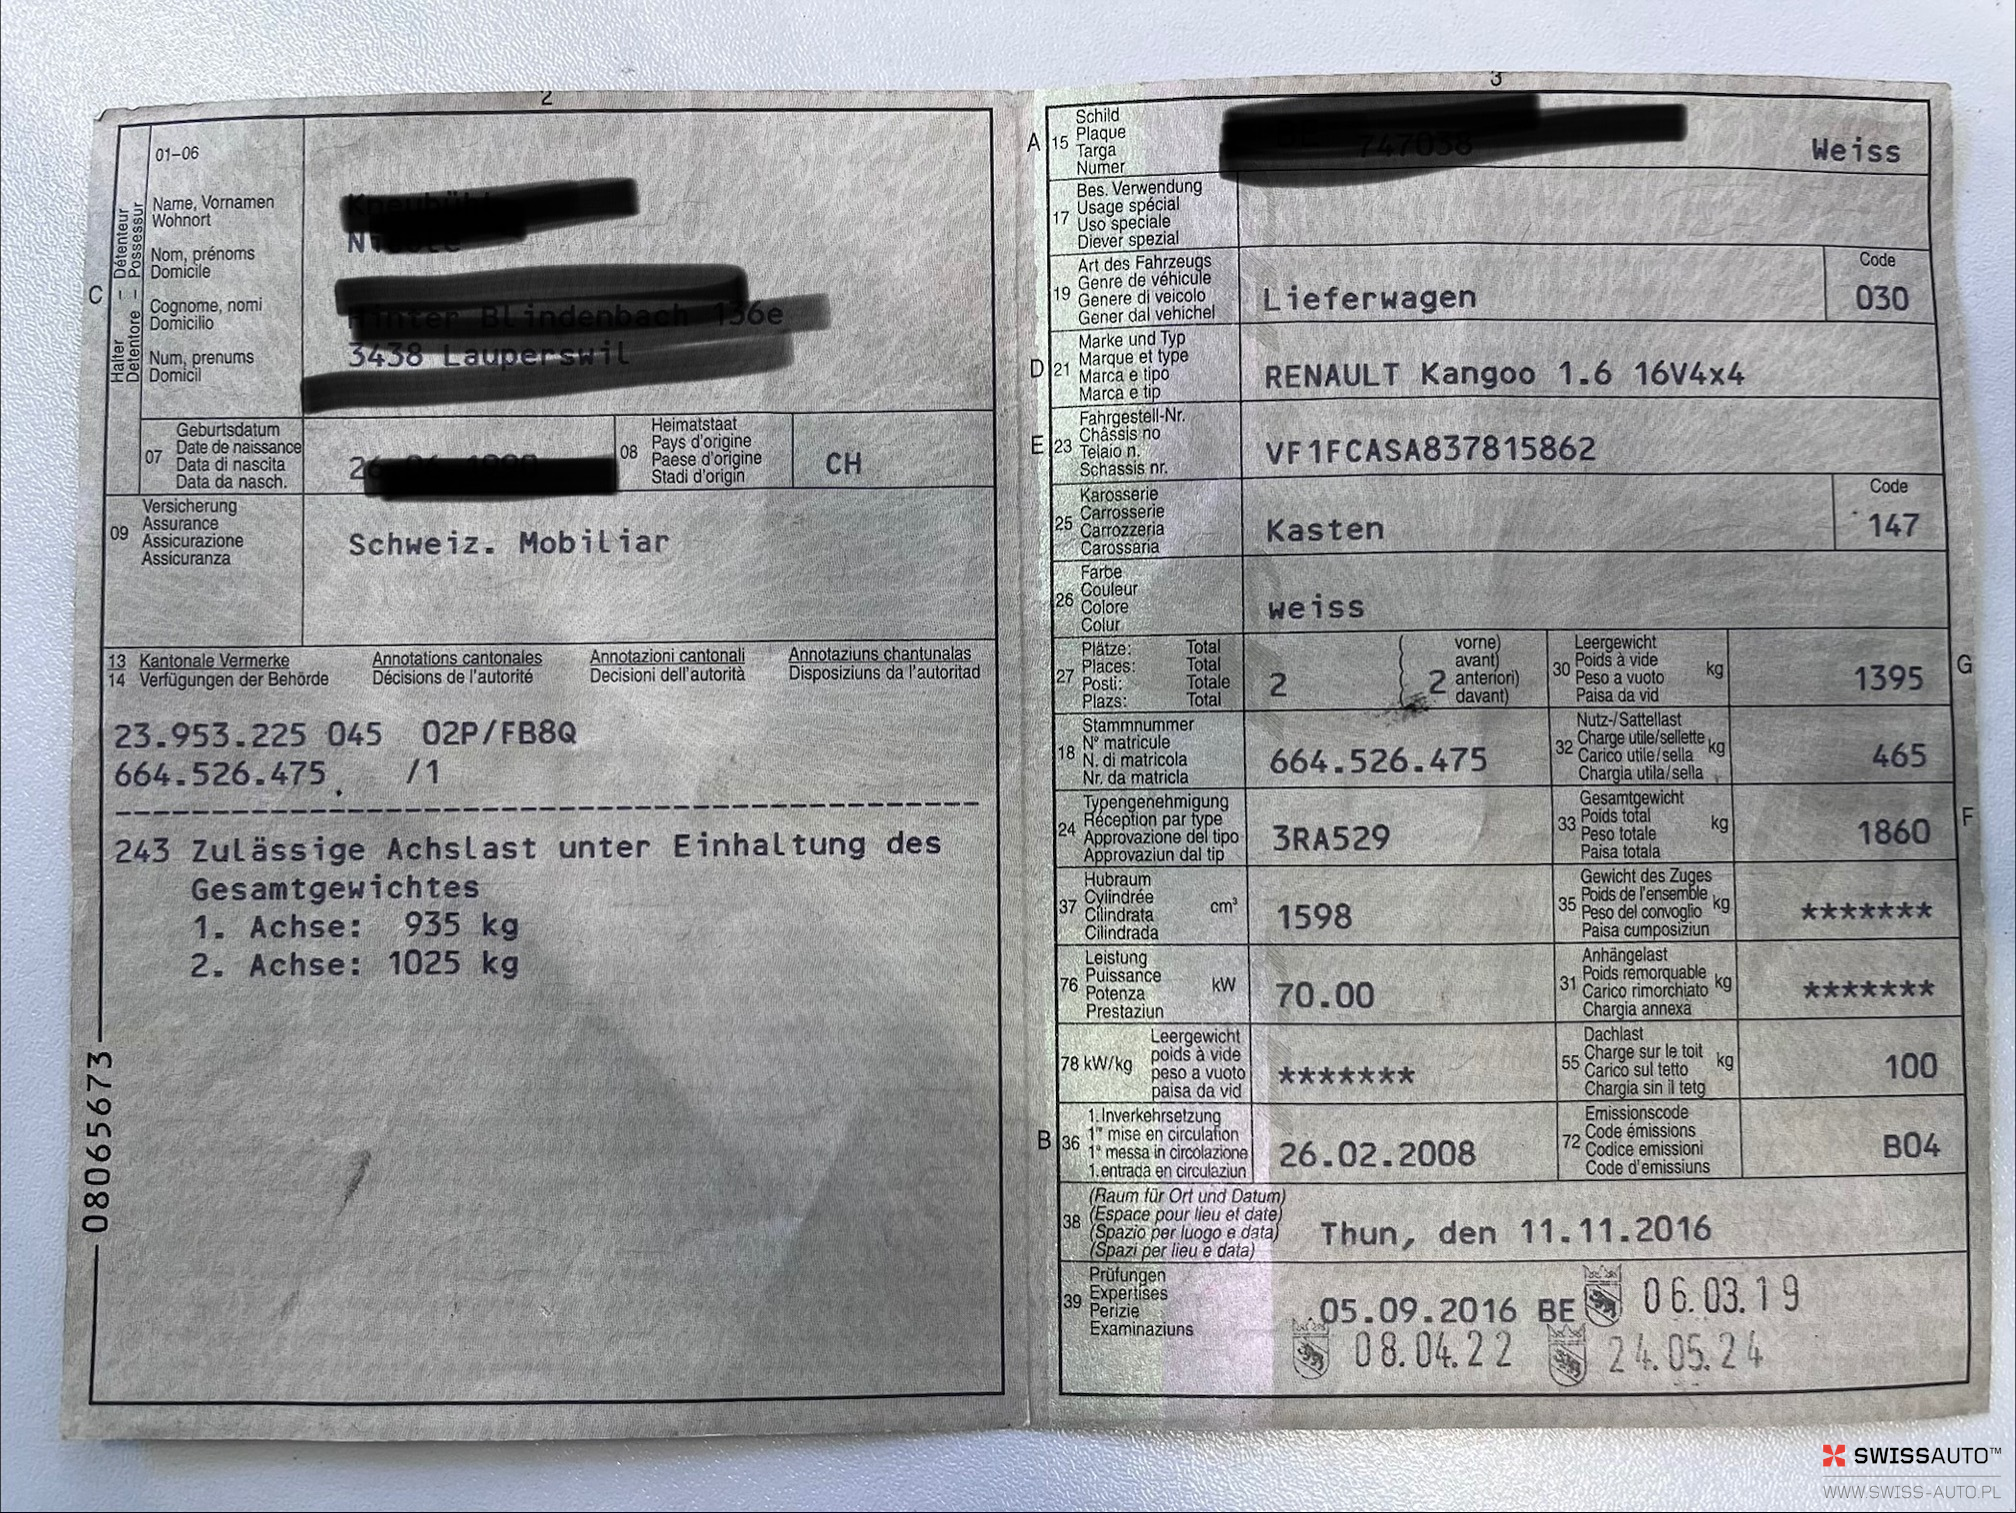 2
01–06
Halter – Détenteur
Detentore – Possessur
C
Name, Vornamen
Wohnort
Nom, prénoms
Domicile
Cognome, nomi
Domicilio
Num, prenums
Domicil
07
Geburtsdatum
Date de naissance
Data di nascita
Data da nasch.
08
Heimatstaat
Pays d'origine
Paese d'origine
Stadi d'origin
CH
09
Versicherung
Assurance
Assicurazione
Assicuranza
Schweiz. Mobiliar
13 Kantonale Vermerke Annotations cantonales Annotazioni cantonali Annotaziuns chantunalas
14 Verfügungen der Behörde Décisions de l'autorité Decisioni dell'autorità Disposiziuns da l'autoritad
23.953.225 045 02P/FB8Q
664.526.475 /1
243 Zulässige Achslast unter Einhaltung des
Gesamtgewichtes
1. Achse: 935 kg
2. Achse: 1025 kg
08065673
3
A 15
Schild
Plaque
Targa
Numer
Weiss
17
Bes. Verwendung
Usage spécial
Uso speciale
Diever spezial
19
Art des Fahrzeugs
Genre de véhicule
Genere di veicolo
Gener dal vehichel
Lieferwagen
Code
030
D 21
Marke und Typ
Marque et type
Marca e tipo
Marca e tip
RENAULT Kangoo 1.6 16V4x4
E 23
Fahrgestell-Nr.
Châssis no
Telaio n.
Schassis nr.
VF1FCASA837815862
25
Karosserie
Carrosserie
Carrozzeria
Carossaria
Kasten
Code
147
26
Farbe
Couleur
Colore
Colur
weiss
27
Plätze: Total
Places: Total
Posti: Totale
Plazs: Total
2
2
vorne)
avant)
anteriori)
davant)
30
Leergewicht
Poids à vide
Peso a vuoto
Paisa da vid
kg
1395
G
18
Stammnummer
N° matricule
N. di matricola
Nr. da matricla
664.526.475
32
Nutz-/Sattellast
Charge utile/sellette
Carico utile/sella
Chargia utila/sella
kg
465
24
Typengenehmigung
Réception par type
Approvazione del tipo
Approvaziun dal tip
3RA529
33
Gesamtgewicht
Poids total
Peso totale
Paisa totala
kg
1860
F
37
Hubraum
Cylindrée
Cilindrata
Cilindrada
cm³
1598
35
Gewicht des Zuges
Poids de l'ensemble
Peso del convoglio
Paisa cumposiziun
kg
*******
76
Leistung
Puissance
Potenza
Prestaziun
kW
70.00
31
Anhängelast
Poids remorquable
Carico rimorchiato
Chargia annexa
kg
*******
78 kW/kg
Leergewicht
poids à vide
peso a vuoto
paisa da vid
*******
55
Dachlast
Charge sur le toit
Carico sul tetto
Chargia sin il tetg
kg
100
B 36
1. Inverkehrsetzung
1re mise en circulation
1a messa in circolazione
1. entrada en circulaziun
26.02.2008
72
Emissionscode
Code émissions
Codice emissioni
Code d'emissiuns
B04
38
(Raum für Ort und Datum)
(Espace pour lieu et date)
(Spazio per luogo e data)
(Spazi per lieu e data)
Thun, den 11.11.2016
39
Prüfungen
Expertises
Perizie
Examinaziuns
05.09.2016 BE 06.03.19
08.04.22 24.05.24
SWISSAUTO™
WWW.SWISS-AUTO.PL